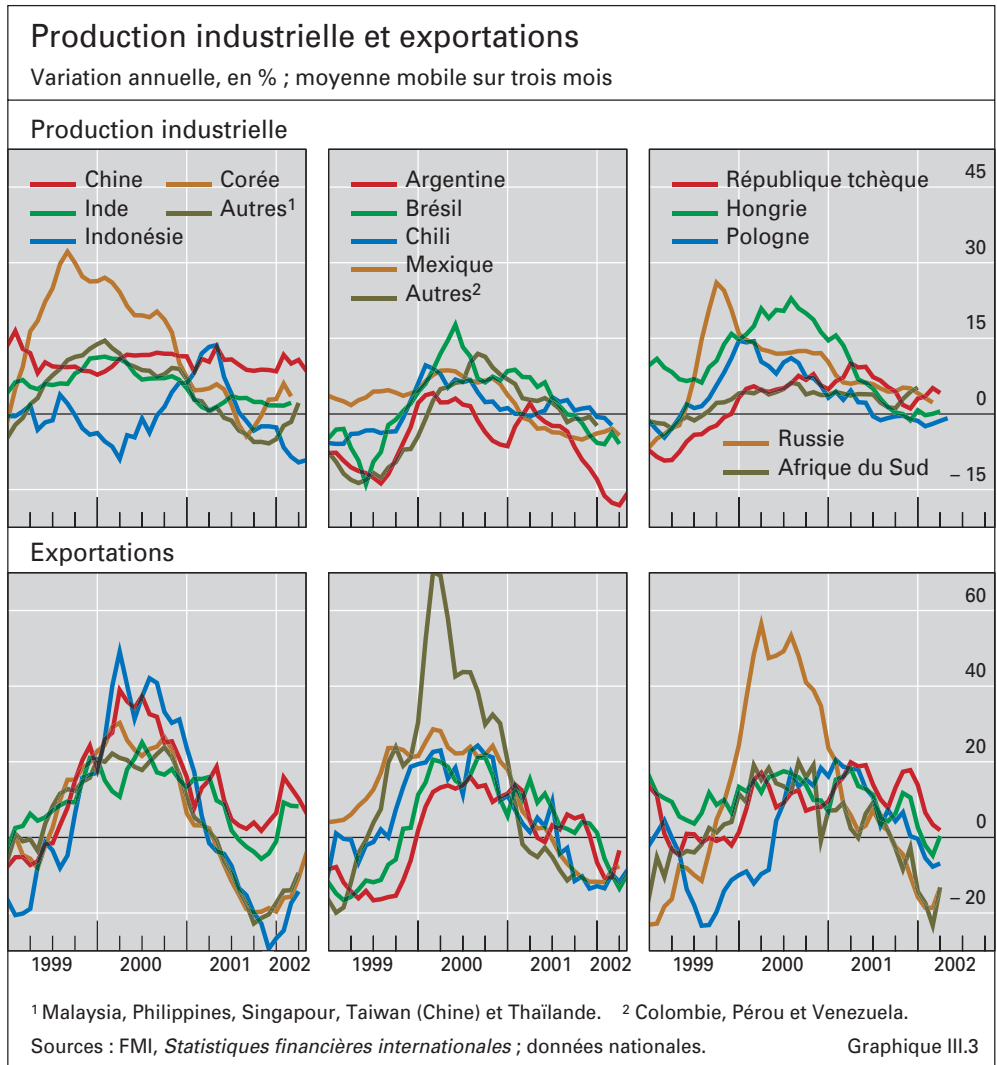 Production industrielle et exportations
Variation annuelle, en % ; moyenne mobile sur trois mois
Production industrielle
Chine
Corée
Inde
Autres¹
Indonésie
Argentine
Brésil
Chili
Mexique
Autres²
République tchèque
Hongrie
Pologne
Russie
Afrique du Sud
45
30
15
0
– 15
Exportations
60
40
20
0
– 20
1999 2000 2001 2002
1999 2000 2001 2002
1999 2000 2001 2002
¹ Malaysia, Philippines, Singapour, Taiwan (Chine) et Thaïlande. ² Colombie, Pérou et Venezuela.
Sources : FMI, Statistiques financières internationales ; données nationales. Graphique III.3